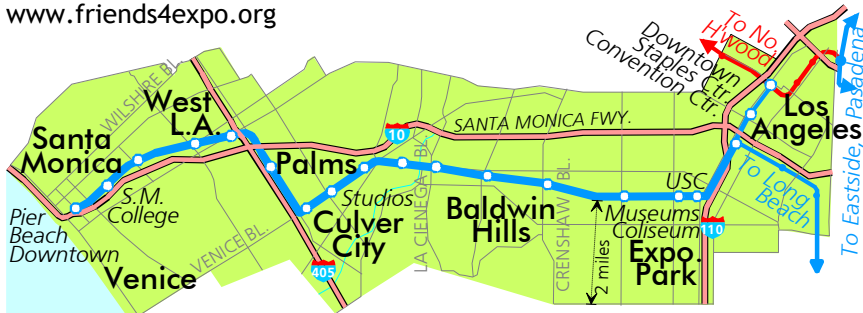 www.friends4expo.org
To No.
H'wood
Downtown
Staples Ctr.
Convention Ctr.
To Eastside, Pasadena
WILSHIRE BL.
West
L.A.
Los
Angeles
Santa
Monica
10
SANTA MONICA FWY.
Palms
LA CIENEGA BL.
S.M.
College
Studios
USC
To Long
Beach
Pier
Beach
Downtown
Culver
City
Baldwin
Hills
CRENSHAW BL.
Museums
Coliseum
110
VENICE BL.
Venice
405
2 miles
Expo.
Park